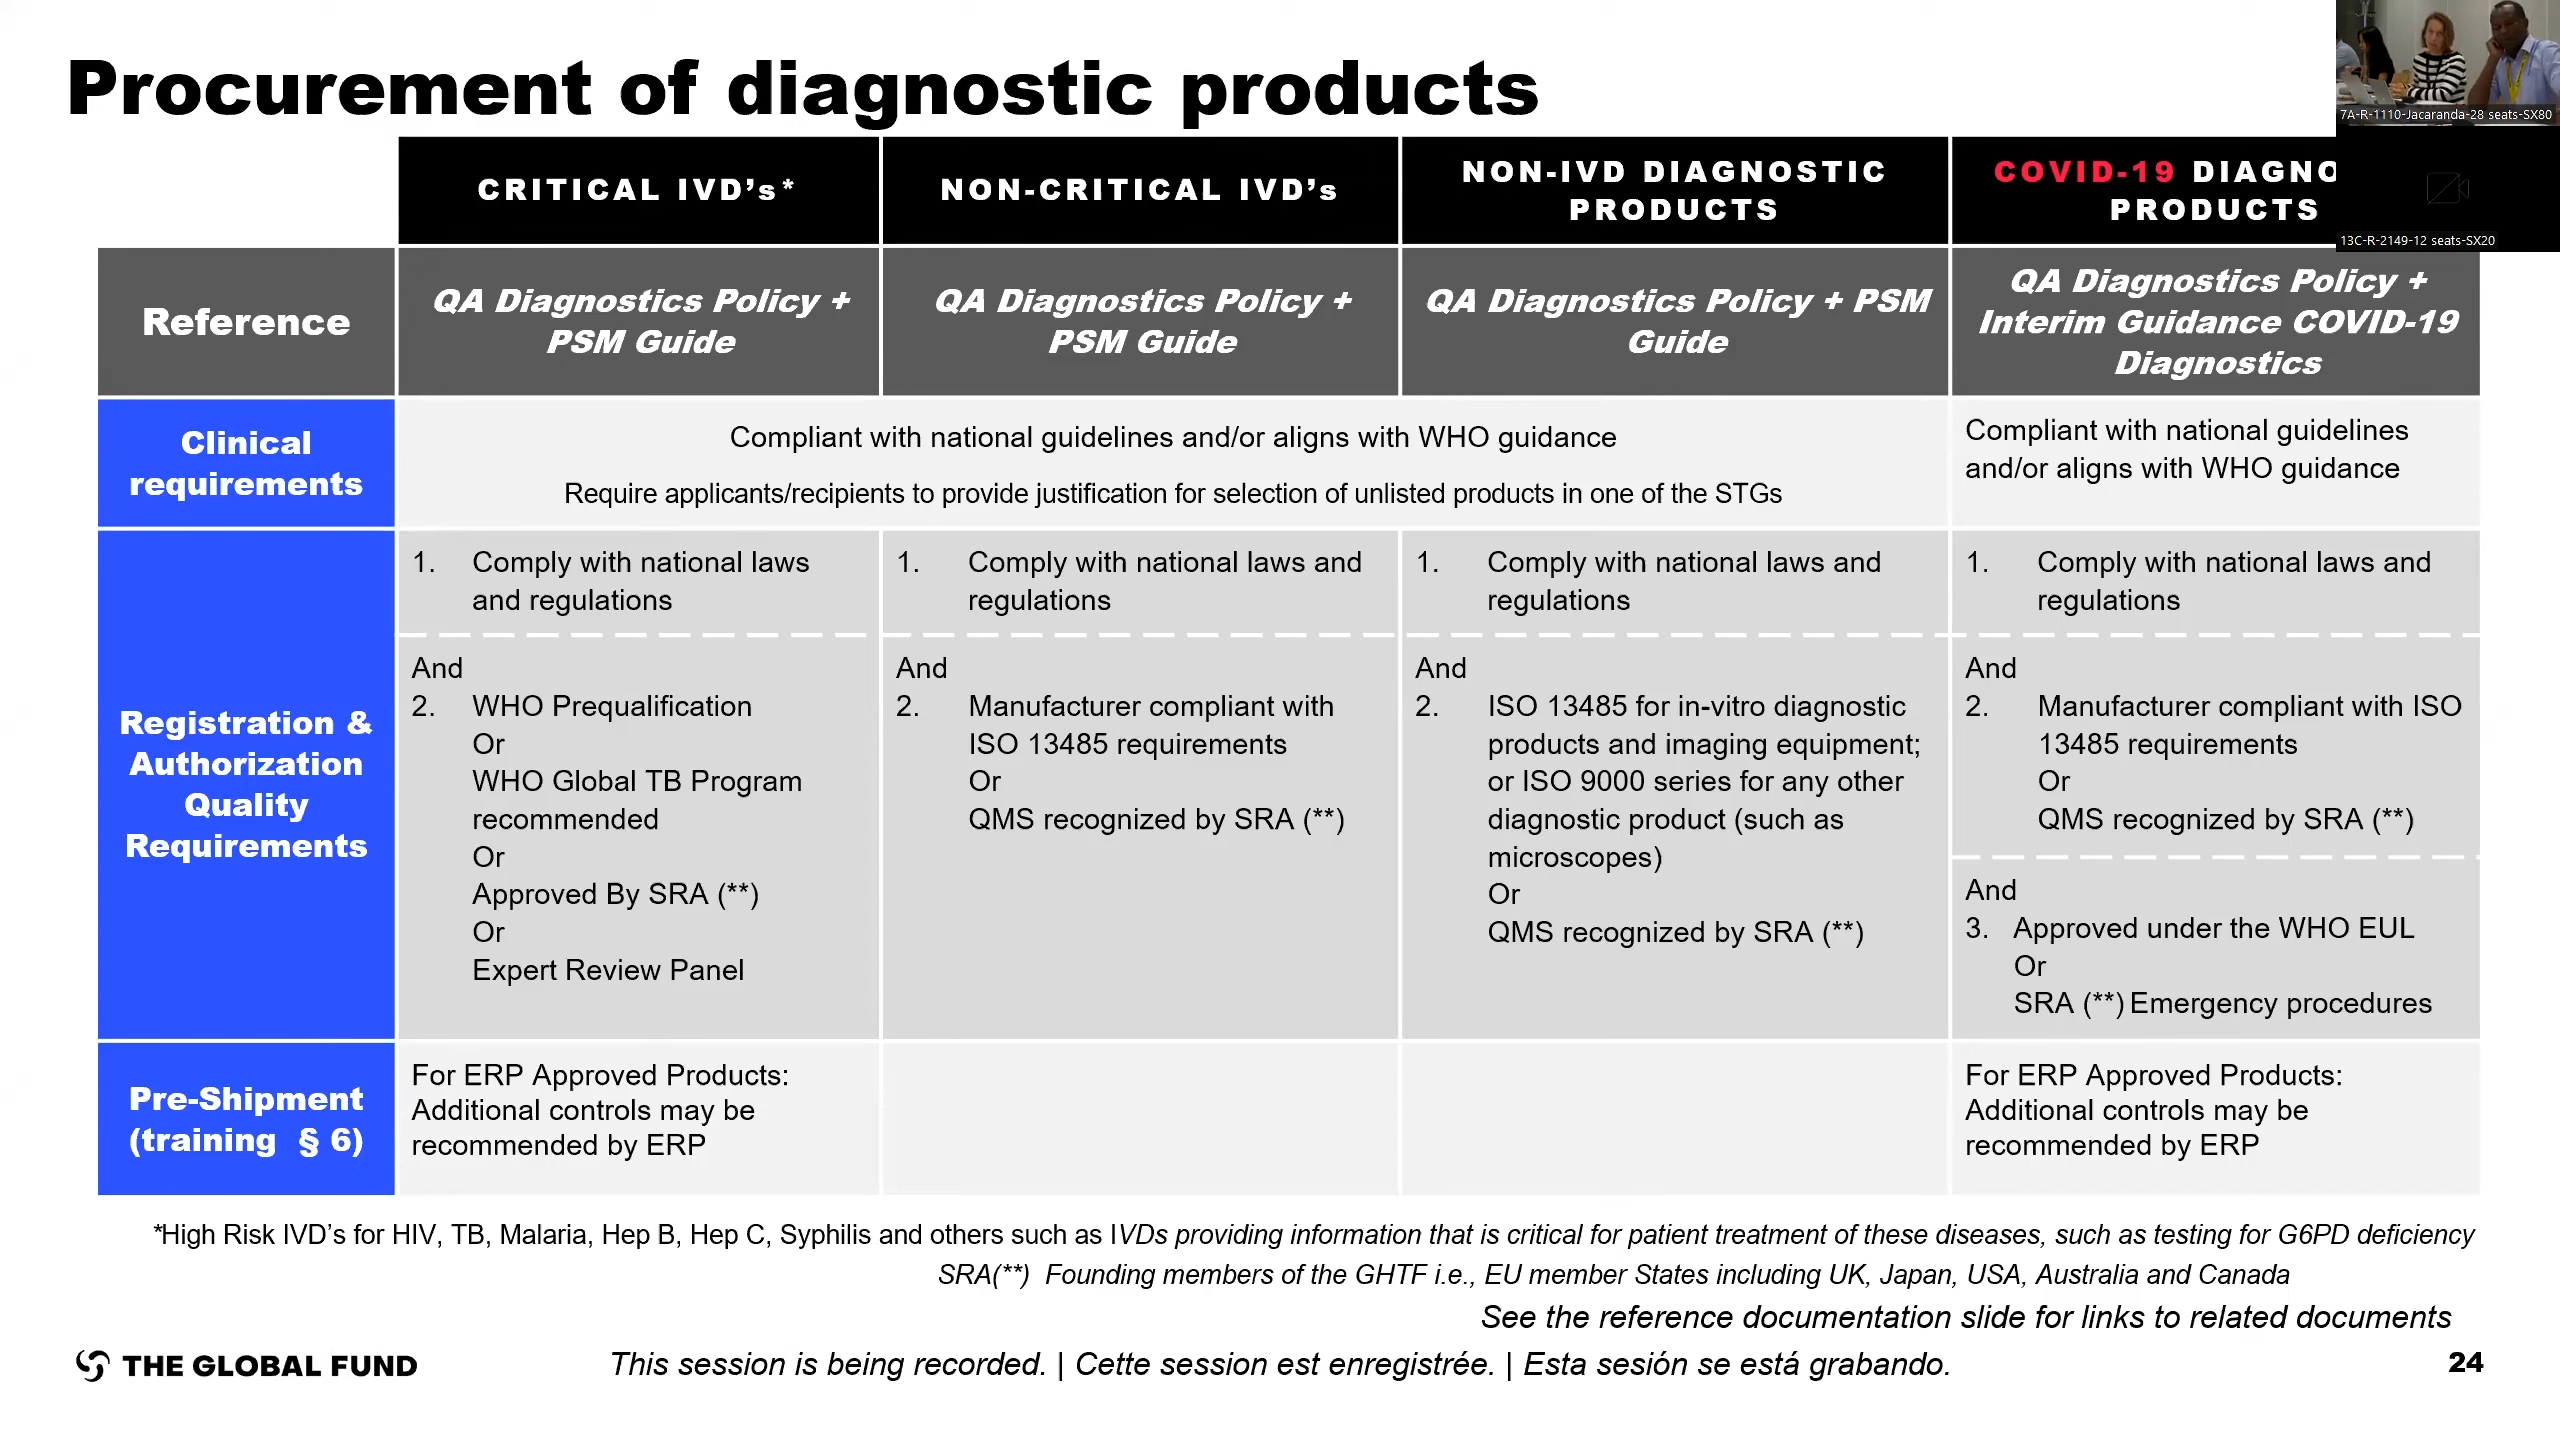 Procurement of diagnostic products
7A-R-1110-Jacaranda-28 seats-SX80
13C-R-2149-12 seats-SX20
CRITICAL IVD's*
NON-CRITICAL IVD's
NON-IVD DIAGNOSTIC
PRODUCTS
COVID-19
PRODUCTS
Reference
QA Diagnostics Policy +
PSM Guide
QA Diagnostics Policy +
PSM Guide
QA Diagnostics Policy + PSM
Guide
QA Diagnostics Policy +
Interim Guidance COVID-19
Diagnostics
Clinical
requirements
Compliant with national guidelines and/or aligns with WHO guidance
Require applicants/recipients to provide justification for selection of unlisted products in one of the STGs
Compliant with national guidelines
and/or aligns with WHO guidance
Registration &
Authorization
Quality
Requirements
1. Comply with national laws
and regulations
And
2. WHO Prequalification
Or
WHO Global TB Program
recommended
Or
Approved By SRA (**)
Or
Expert Review Panel
1. Comply with national laws and
regulations
And
2. Manufacturer compliant with
ISO 13485 requirements
Or
QMS recognized by SRA (**)
1. Comply with national laws and
regulations
And
2. ISO 13485 for in-vitro diagnostic
products and imaging equipment;
or ISO 9000 series for any other
diagnostic product (such as
microscopes)
Or
QMS recognized by SRA (**)
1. Comply with national laws and
regulations
And
2. Manufacturer compliant with ISO
13485 requirements
Or
QMS recognized by SRA (**)
And
3. Approved under the WHO EUL
Or
SRA (**) Emergency procedures
Pre-Shipment
(training § 6)
For ERP Approved Products:
Additional controls may be
recommended by ERP
For ERP Approved Products:
Additional controls may be
recommended by ERP
*High Risk IVD's for HIV, TB, Malaria, Hep B, Hep C, Syphilis and others such as IVDs providing information that is critical for patient treatment of these diseases, such as testing for G6PD deficiency
SRA(**) Founding members of the GHTF i.e., EU member States including UK, Japan, USA, Australia and Canada
See the reference documentation slide for links to related documents
THE GLOBAL FUND
This session is being recorded. | Cette session est enregistrée. | Esta sesión se está grabando.
24